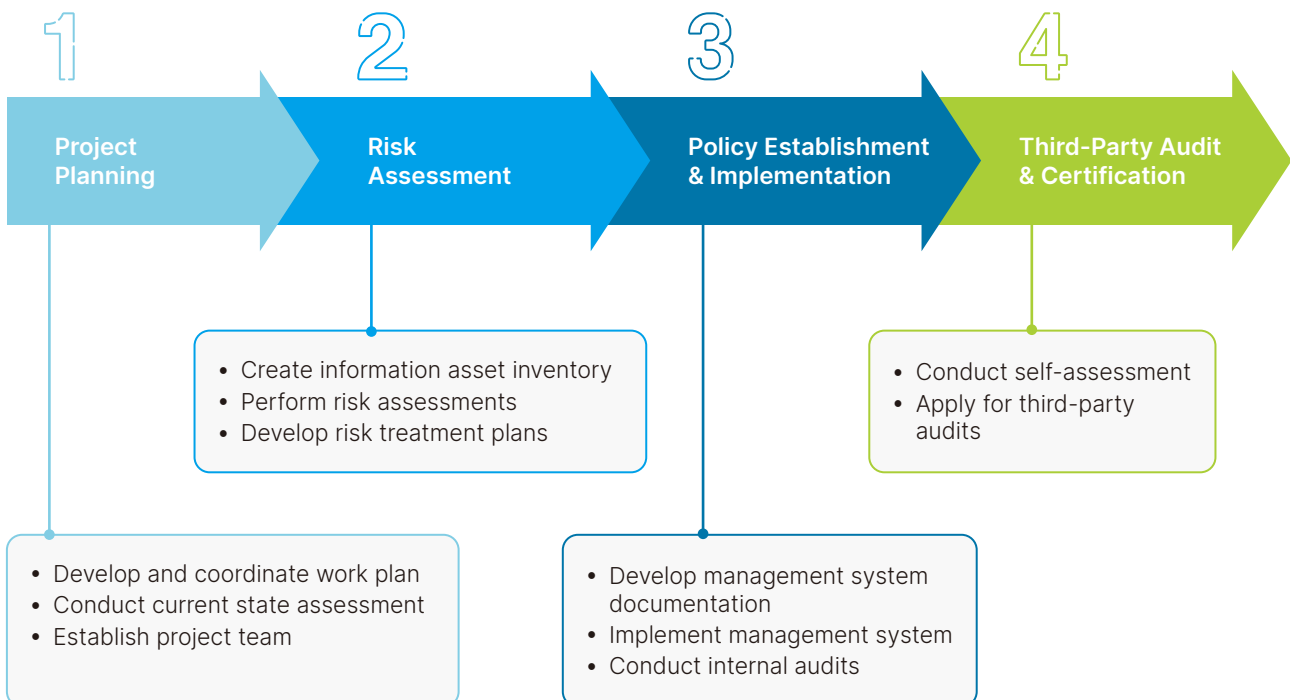 1
Project
Planning
2
Risk
Assessment
3
Policy Establishment
& Implementation
4
Third-Party Audit
& Certification
• Create information asset inventory
• Perform risk assessments
• Develop risk treatment plans
• Conduct self-assessment
• Apply for third-party
audits
• Develop and coordinate work plan
• Conduct current state assessment
• Establish project team
• Develop management system
documentation
• Implement management system
• Conduct internal audits